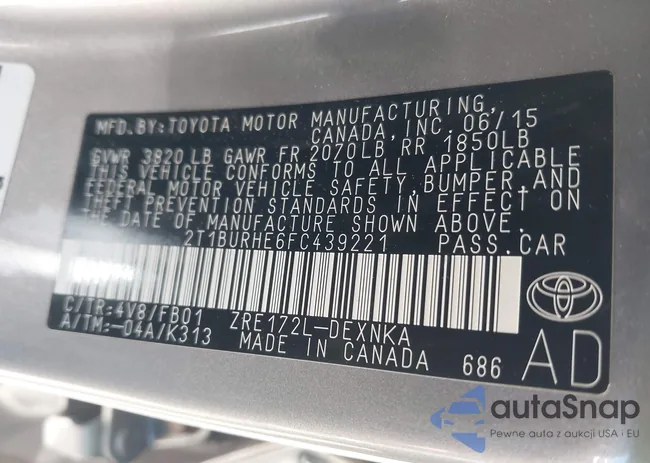 MFD. BY: TOYOTA MOTOR MANUFACTURING,
CANADA, INC. 06/15
GVWR 3820 LB GAWR FR 2070LB RR 1850LB
THIS VEHICLE CONFORMS TO ALL APPLICABLE
FEDERAL MOTOR VEHICLE SAFETY, BUMPER, AND
THEFT PREVENTION STANDARDS IN EFFECT ON
THE DATE OF MANUFACTURE SHOWN ABOVE.
2T1BURHE6FC439221 PASS. CAR
C/TR: 4V8/FB01 ZRE172L-DEXNKA
A/TM: -04A/K313 MADE IN CANADA 686
AD
autaSnap
Pewne auta z aukcji USA · EU